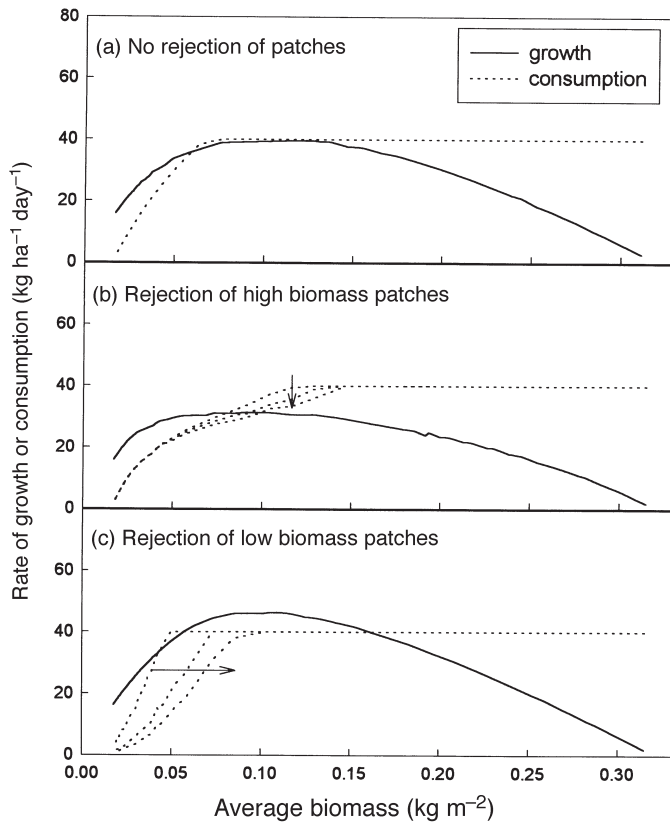 80
(a) No rejection of patches
growth
consumption
60
40
20
0
(b) Rejection of high biomass patches
60
40
20
0
(c) Rejection of low biomass patches
60
40
20
0
0.00 0.05 0.10 0.15 0.20 0.25 0.30
Average biomass (kg m⁻²)
Rate of growth or consumption (kg ha⁻¹ day⁻¹)